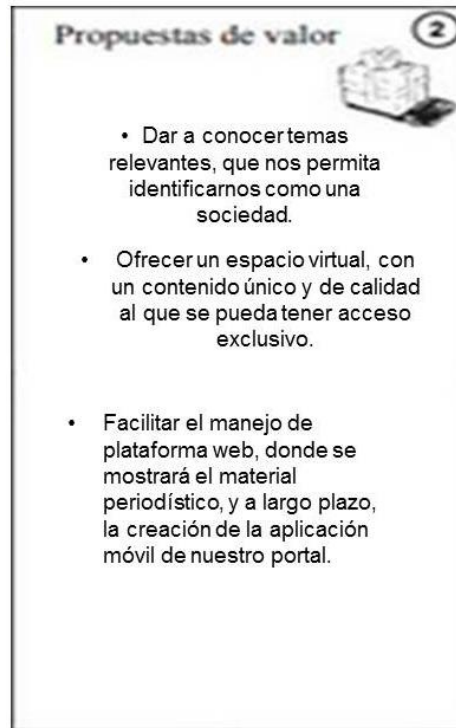 Propuestas de valor
2
• Dar a conocer temas
relevantes, que nos permita
identificarnos como una
sociedad.
• Ofrecer un espacio virtual, con
un contenido único y de calidad
al que se pueda tener acceso
exclusivo.
• Facilitar el manejo de
plataforma web, donde se
mostrará el material
periodístico, y a largo plazo,
la creación de la aplicación
móvil de nuestro portal.